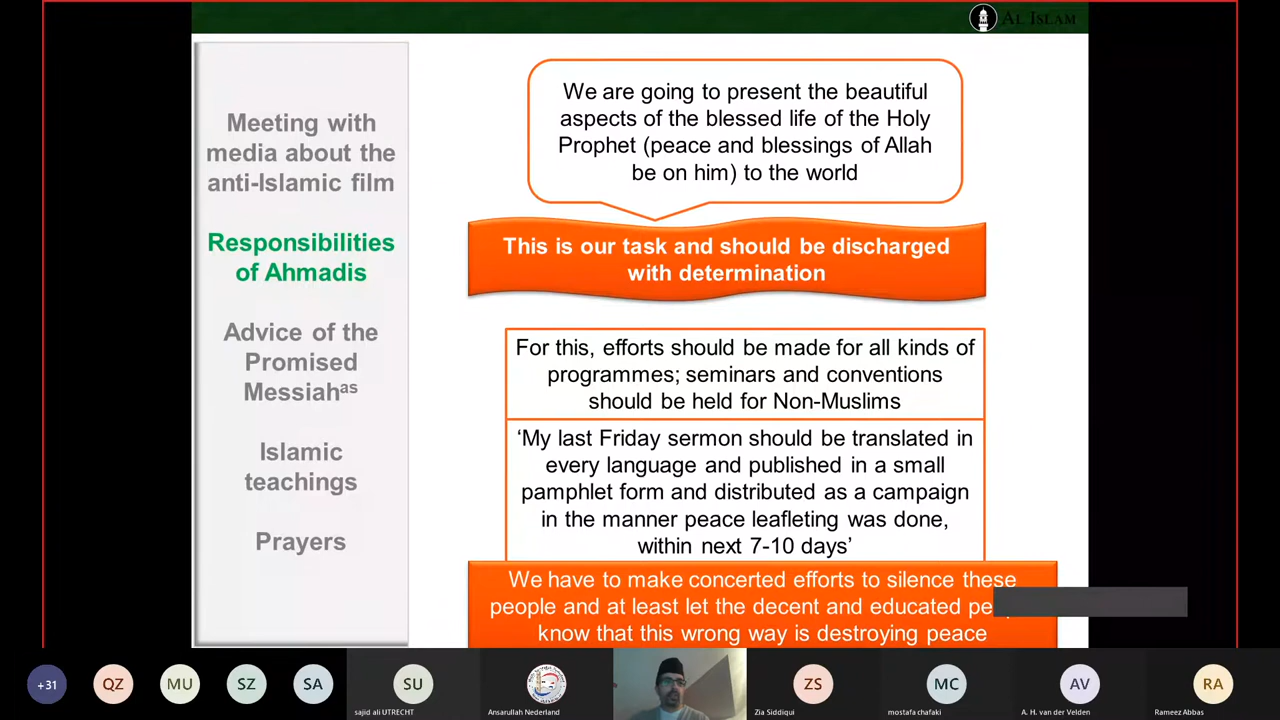 AL ISLAM
Meeting with
media about the
anti-Islamic film
Responsibilities
of Ahmadis
Advice of the
Promised
Messiahas
Islamic
teachings
Prayers
We are going to present the beautiful
aspects of the blessed life of the Holy
Prophet (peace and blessings of Allah
be on him) to the world
This is our task and should be discharged
with determination
For this, efforts should be made for all kinds of
programmes; seminars and conventions
should be held for Non-Muslims
‘My last Friday sermon should be translated in
every language and published in a small
pamphlet form and distributed as a campaign
in the manner peace leafleting was done,
within next 7-10 days’
We have to make concerted efforts to silence these
people and at least let the decent and educated
know that this wrong way is destroying peace
+31
QZ
MU
SZ
SA
SU
sajid ali UTRECHT
Ansarullah Nederland
ZS
Zia Siddiqui
MC
mostafa chafaki
AV
A. H. van der Velden
RA
Rameez Abbas